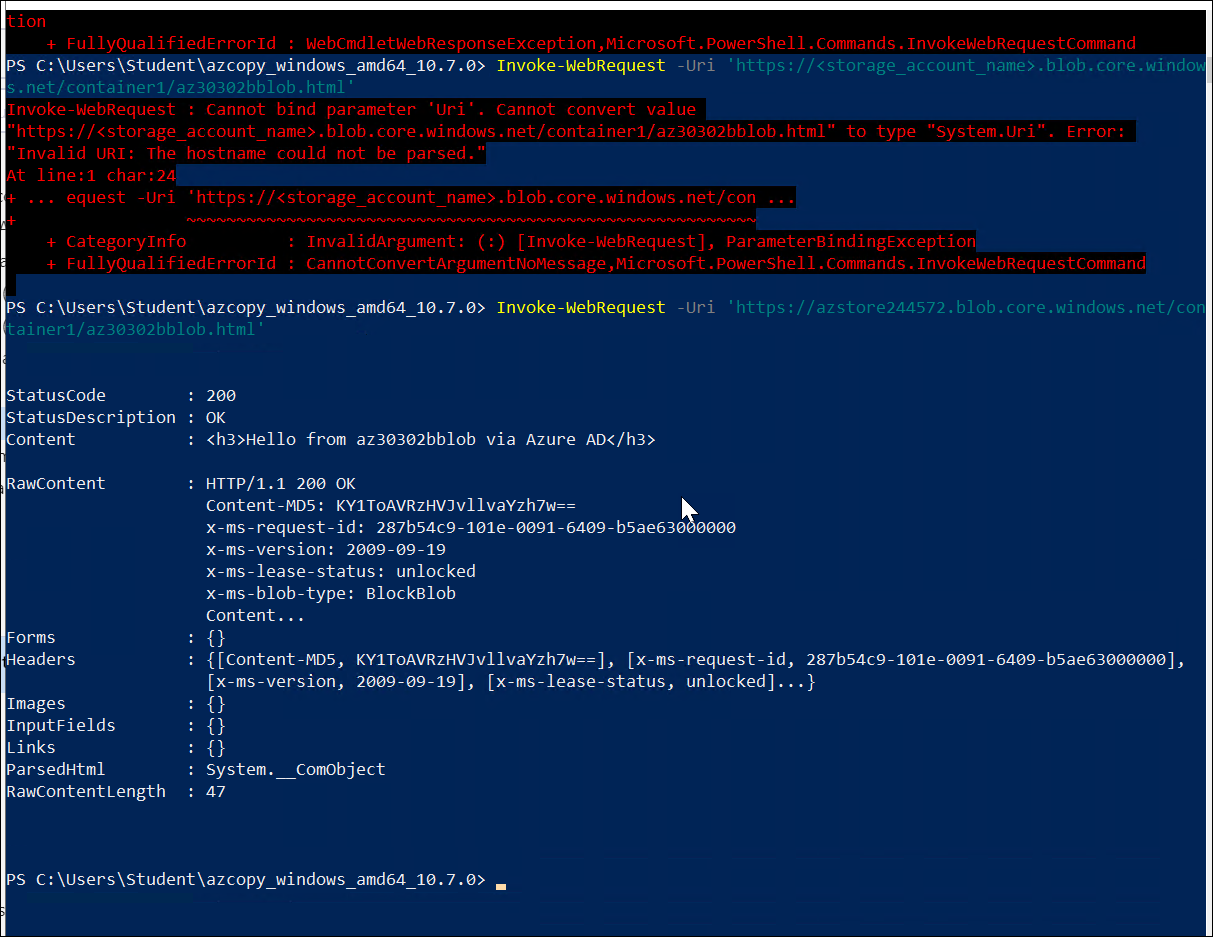 tion
    + FullyQualifiedErrorId : WebCmdletWebResponseException,Microsoft.PowerShell.Commands.InvokeWebRequestCommand
PS C:\Users\Student\azcopy_windows_amd64_10.7.0> Invoke-WebRequest -Uri 'https://<storage_account_name>.blob.core.window
s.net/container1/az30302bblob.html'
Invoke-WebRequest : Cannot bind parameter 'Uri'. Cannot convert value
"https://<storage_account_name>.blob.core.windows.net/container1/az30302bblob.html" to type "System.Uri". Error:
"Invalid URI: The hostname could not be parsed."
At line:1 char:24
+ ... equest -Uri 'https://<storage_account_name>.blob.core.windows.net/con ...
+                 ~~~~~~~~~~~~~~~~~~~~~~~~~~~~~~~~~~~~~~~~~~~~~~~~~~~~~~~~~
    + CategoryInfo          : InvalidArgument: (:) [Invoke-WebRequest], ParameterBindingException
    + FullyQualifiedErrorId : CannotConvertArgumentNoMessage,Microsoft.PowerShell.Commands.InvokeWebRequestCommand
PS C:\Users\Student\azcopy_windows_amd64_10.7.0> Invoke-WebRequest -Uri 'https://azstore244572.blob.core.windows.net/con
tainer1/az30302bblob.html'
StatusCode        : 200
StatusDescription : OK
Content           : <h3>Hello from az30302bblob via Azure AD</h3>
RawContent        : HTTP/1.1 200 OK
                    Content-MD5: KY1ToAVRzHVJvllvaYzh7w==
                    x-ms-request-id: 287b54c9-101e-0091-6409-b5ae63000000
                    x-ms-version: 2009-09-19
                    x-ms-lease-status: unlocked
                    x-ms-blob-type: BlockBlob
                    Content...
Forms             : {}
Headers           : {[Content-MD5, KY1ToAVRzHVJvllvaYzh7w==], [x-ms-request-id, 287b54c9-101e-0091-6409-b5ae63000000],
                    [x-ms-version, 2009-09-19], [x-ms-lease-status, unlocked]...}
Images            : {}
InputFields       : {}
Links             : {}
ParsedHtml        : System.__ComObject
RawContentLength  : 47
PS C:\Users\Student\azcopy_windows_amd64_10.7.0>